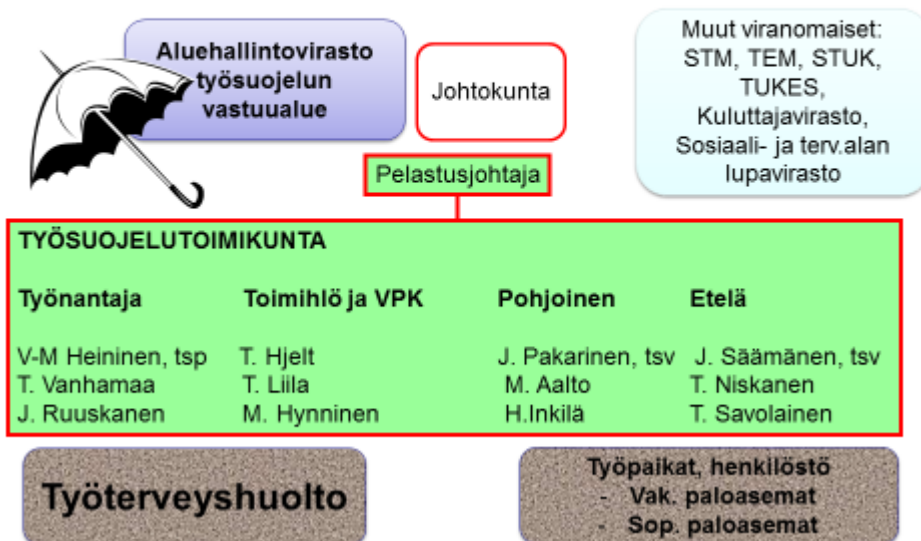 Aluehallintovirasto
työsuojelun
vastuualue
Johtokunta
Muut viranomaiset:
STM, TEM, STUK,
TUKES,
Kuluttajavirasto,
Sosiaali- ja terv.alan
lupavirasto
Pelastusjohtaja
TYÖSUOJELUTOIMIKUNTA
Työnantaja Toimihlö ja VPK Pohjoinen Etelä
V-M Heininen, tsp T. Hjelt J. Pakarinen, tsv J. Säämänen, tsv
T. Vanhamaa T. Liila M. Aalto T. Niskanen
J. Ruuskanen M. Hynninen H.Inkilä T. Savolainen
Työterveyshuolto
Työpaikat, henkilöstö
- Vak. paloasemat
- Sop. paloasemat